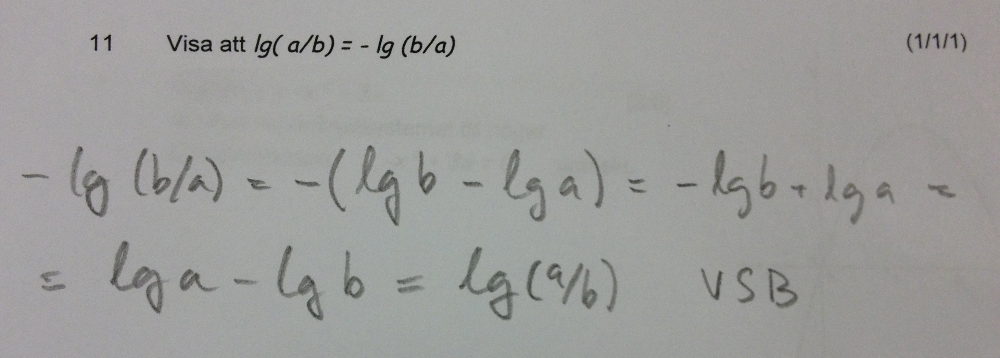 11 Visa att lg( a/b) = - lg (b/a) (1/1/1)
- lg (b/a) = -(lg b - lg a) = - lg b + lg a =
= lg a - lg b = lg(a/b) VSB